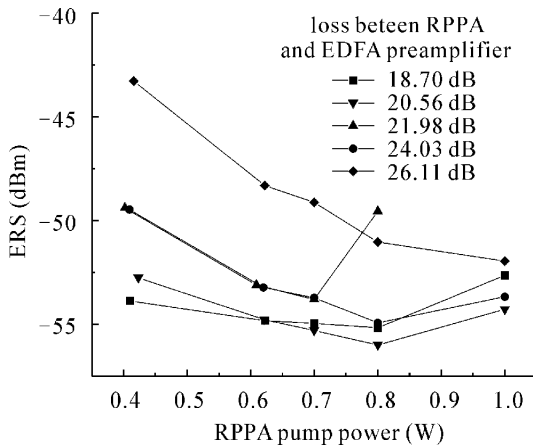 loss beteen RPPA
and EDFA preamplifier
18.70 dB
20.56 dB
21.98 dB
24.03 dB
26.11 dB
ERS (dBm)
−40
−45
−50
−55
0.4 0.5 0.6 0.7 0.8 0.9 1.0
RPPA pump power (W)